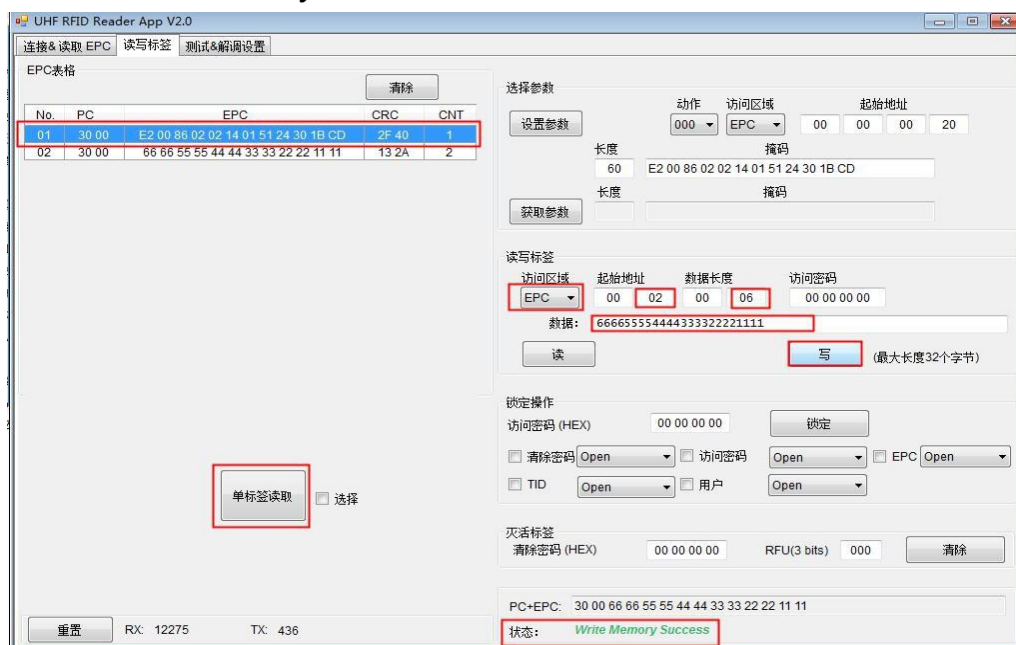 UHF RFID Reader App V2.0
连接& 读取 EPC 读写标签 测试&解调设置
EPC表格
清除
No. PC EPC CRC CNT
01 30 00 E2 00 86 02 02 14 01 51 24 30 1B CD 2F 40 1
02 30 00 66 66 55 55 44 44 33 33 22 22 11 11 13 2A 2
单标签读取 选择
重置 RX: 12275 TX: 436
选择参数
动作 访问区域 起始地址
设置参数 000 EPC 00 00 00 20
长度 掩码
60 E2 00 86 02 02 14 01 51 24 30 1B CD
长度 掩码
获取参数
读写标签
访问区域 起始地址 数据长度 访问密码
EPC 00 02 00 06 00 00 00 00
数据: 666655554444333322221111
读 写 (最大长度32个字节)
锁定操作
访问密码 (HEX) 00 00 00 00 锁定
清除密码 Open 访问密码 Open EPC Open
TID Open 用户 Open
灭活标签
清除密码 (HEX) 00 00 00 00 RFU(3 bits) 000 清除
PC+EPC: 30 00 66 66 55 55 44 44 33 33 22 22 11 11
状态: Write Memory Success